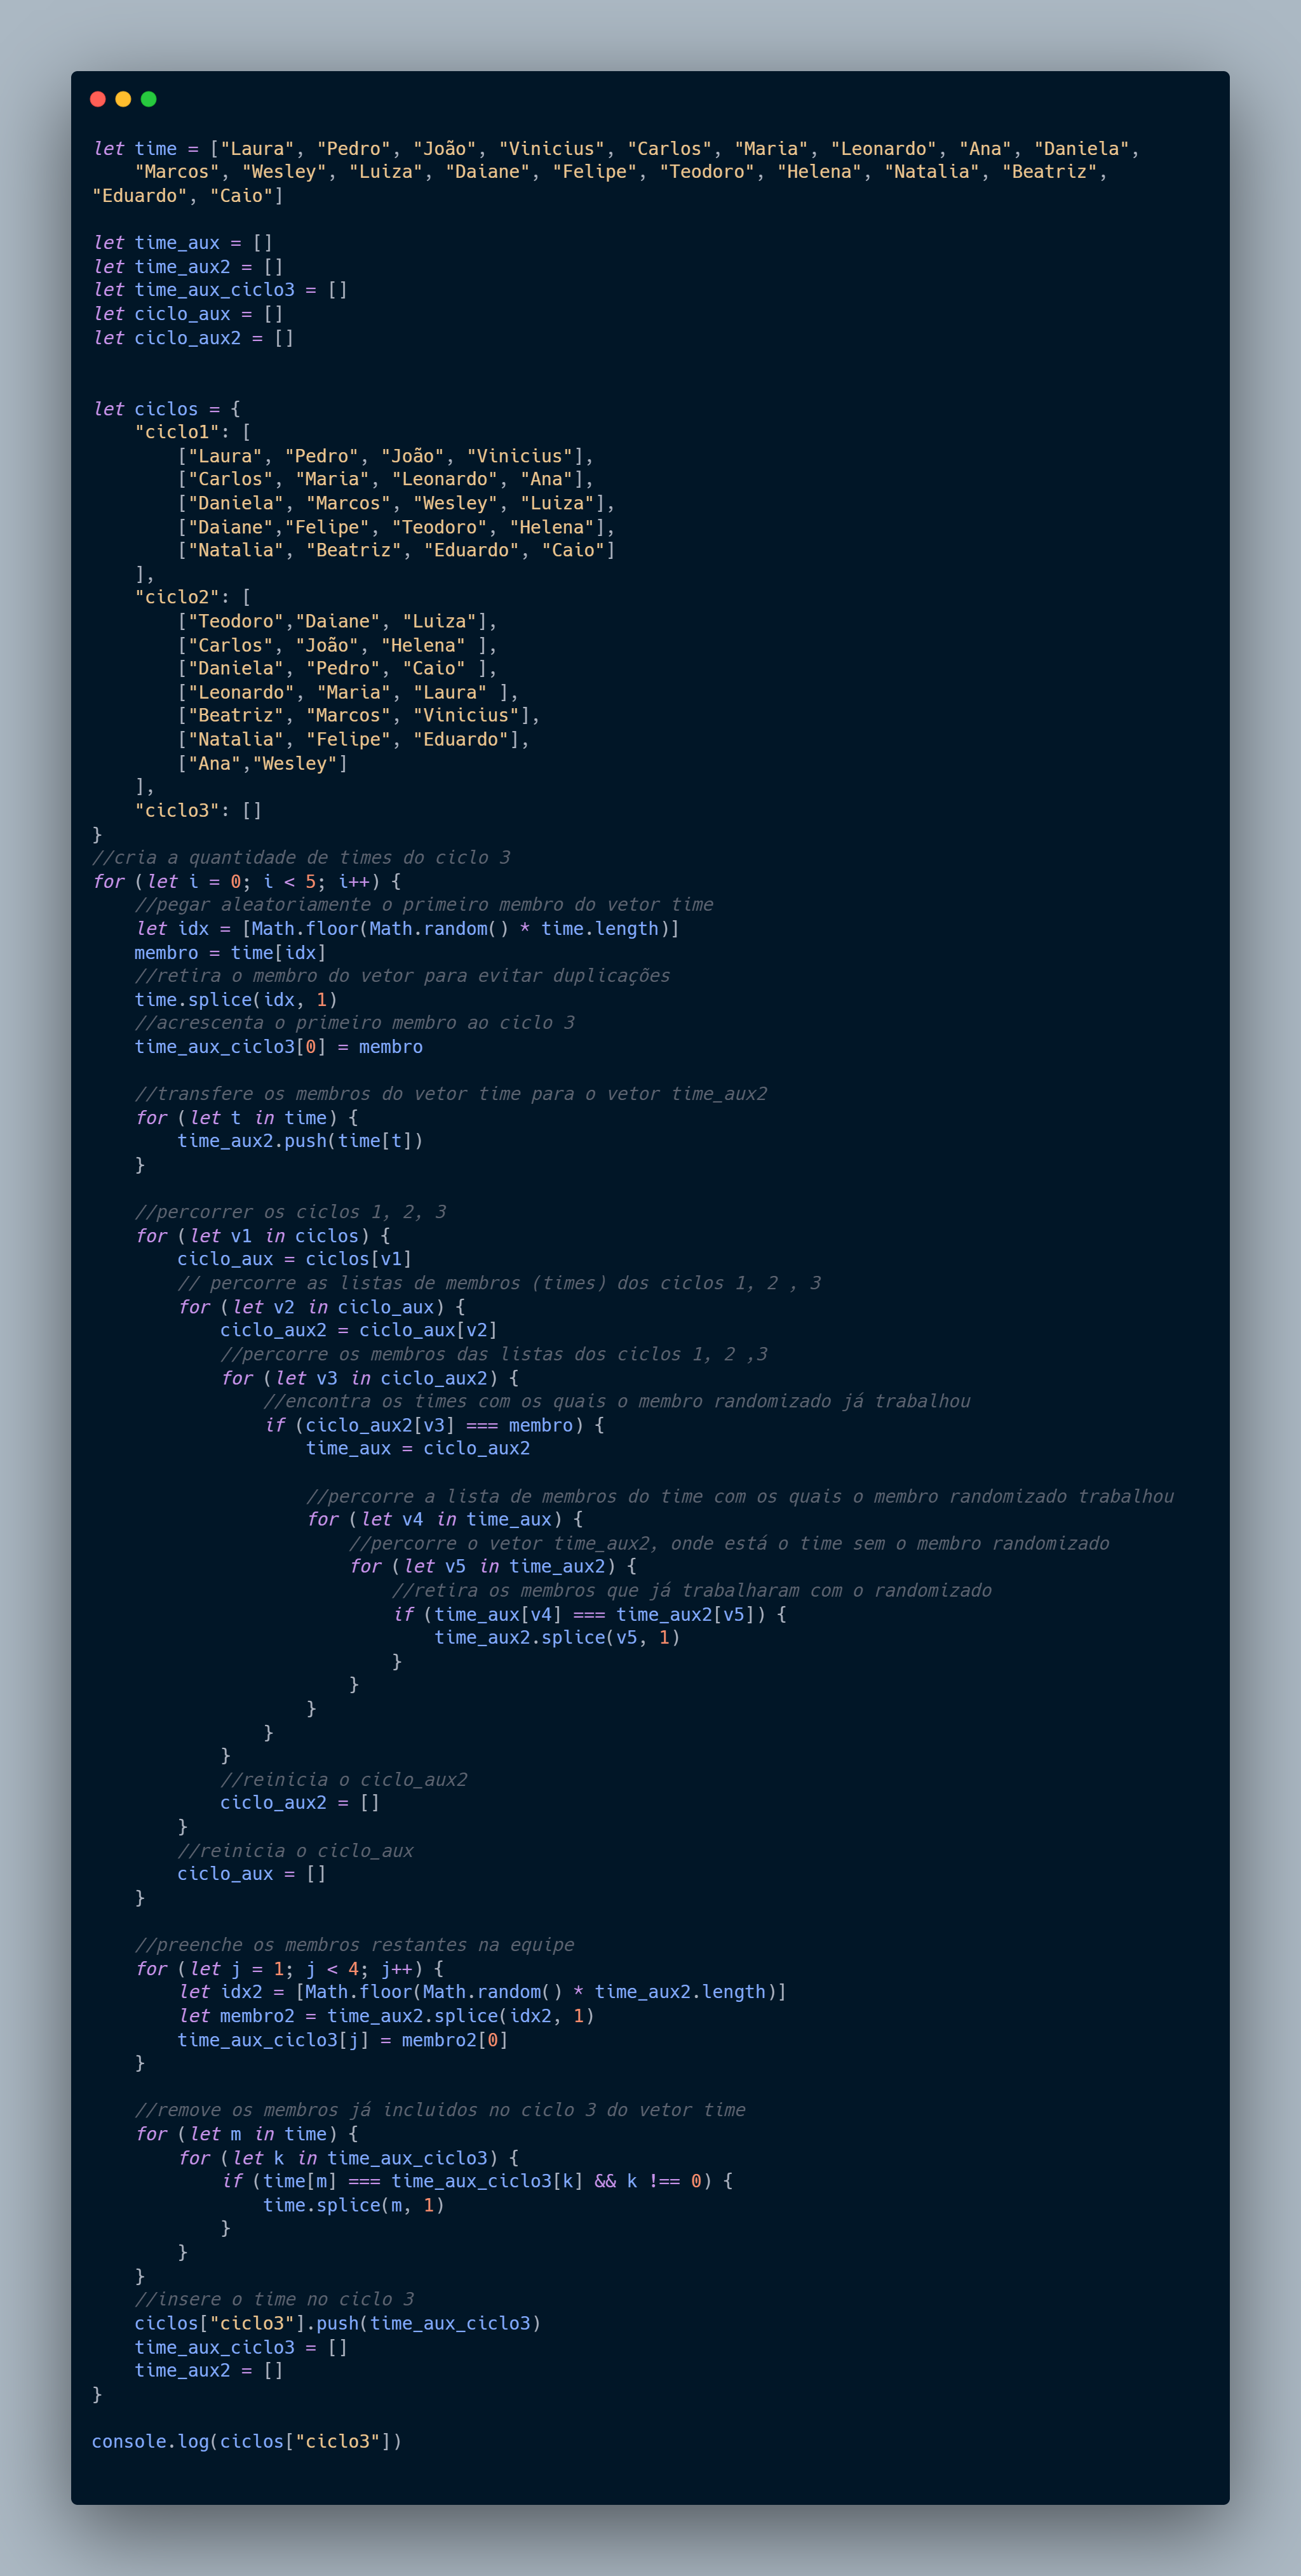 let time = ["Laura", "Pedro", "João", "Vinicius", "Carlos", "Maria", "Leonardo", "Ana", "Daniela",
    "Marcos", "Wesley", "Luiza", "Daiane", "Felipe", "Teodoro", "Helena", "Natalia", "Beatriz",
"Eduardo", "Caio"]

let time_aux = []
let time_aux2 = []
let time_aux_ciclo3 = []
let ciclo_aux = []
let ciclo_aux2 = []


let ciclos = {
    "ciclo1": [
        ["Laura", "Pedro", "João", "Vinicius"],
        ["Carlos", "Maria", "Leonardo", "Ana"],
        ["Daniela", "Marcos", "Wesley", "Luiza"],
        ["Daiane","Felipe", "Teodoro", "Helena"],
        ["Natalia", "Beatriz", "Eduardo", "Caio"]
    ],
    "ciclo2": [
        ["Teodoro","Daiane", "Luiza"],
        ["Carlos", "João", "Helena" ],
        ["Daniela", "Pedro", "Caio" ],
        ["Leonardo", "Maria", "Laura" ],
        ["Beatriz", "Marcos", "Vinicius"],
        ["Natalia", "Felipe", "Eduardo"],
        ["Ana","Wesley"]
    ],
    "ciclo3": []
}
//cria a quantidade de times do ciclo 3
for (let i = 0; i < 5; i++) {
    //pegar aleatoriamente o primeiro membro do vetor time
    let idx = [Math.floor(Math.random() * time.length)]
    membro = time[idx]
    //retira o membro do vetor para evitar duplicações
    time.splice(idx, 1)
    //acrescenta o primeiro membro ao ciclo 3
    time_aux_ciclo3[0] = membro

    //transfere os membros do vetor time para o vetor time_aux2
    for (let t in time) {
        time_aux2.push(time[t])
    }

    //percorrer os ciclos 1, 2, 3
    for (let v1 in ciclos) {
        ciclo_aux = ciclos[v1]
        // percorre as listas de membros (times) dos ciclos 1, 2 , 3
        for (let v2 in ciclo_aux) {
            ciclo_aux2 = ciclo_aux[v2]
            //percorre os membros das listas dos ciclos 1, 2 ,3
            for (let v3 in ciclo_aux2) {
                //encontra os times com os quais o membro randomizado já trabalhou
                if (ciclo_aux2[v3] === membro) {
                    time_aux = ciclo_aux2

                    //percorre a lista de membros do time com os quais o membro randomizado trabalhou
                    for (let v4 in time_aux) {
                        //percorre o vetor time_aux2, onde está o time sem o membro randomizado
                        for (let v5 in time_aux2) {
                            //retira os membros que já trabalharam com o randomizado
                            if (time_aux[v4] === time_aux2[v5]) {
                                time_aux2.splice(v5, 1)
                            }
                        }
                    }
                }
            }
            //reinicia o ciclo_aux2
            ciclo_aux2 = []
        }
        //reinicia o ciclo_aux
        ciclo_aux = []
    }

    //preenche os membros restantes na equipe
    for (let j = 1; j < 4; j++) {
        let idx2 = [Math.floor(Math.random() * time_aux2.length)]
        let membro2 = time_aux2.splice(idx2, 1)
        time_aux_ciclo3[j] = membro2[0]
    }

    //remove os membros já incluidos no ciclo 3 do vetor time
    for (let m in time) {
        for (let k in time_aux_ciclo3) {
            if (time[m] === time_aux_ciclo3[k] && k !== 0) {
                time.splice(m, 1)
            }
        }
    }
    //insere o time no ciclo 3
    ciclos["ciclo3"].push(time_aux_ciclo3)
    time_aux_ciclo3 = []
    time_aux2 = []
}

console.log(ciclos["ciclo3"])